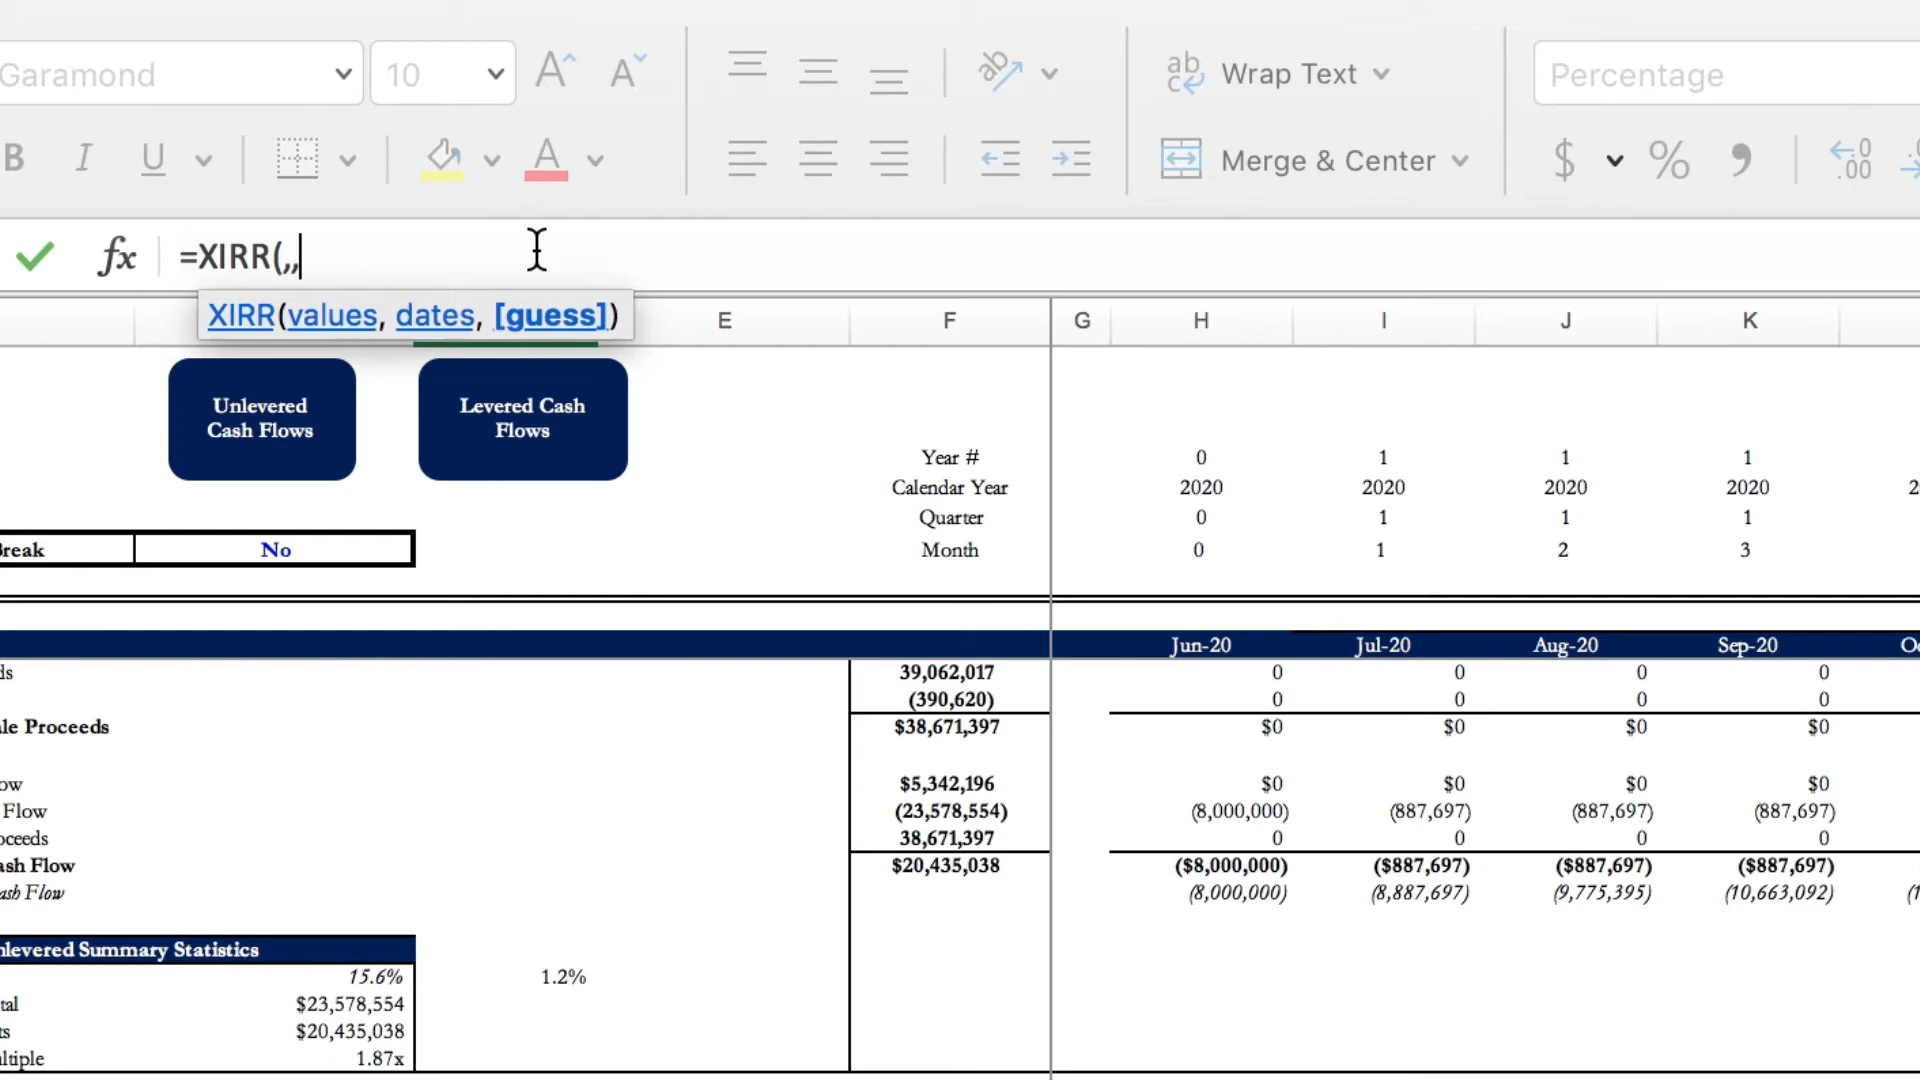 Garamond 10 Wrap Text Percentage
B I U Merge & Center $ % ,
fx =XIRR(,,
XIRR(values, dates, [guess])
E F G H I J K
Unlevered
Cash Flows
Levered Cash
Flows
Year # 0 1 1 1
Calendar Year 2020 2020 2020 2020 2
Quarter 0 1 1 1
Break No Month 0 1 2 3
Jun-20 Jul-20 Aug-20 Sep-20 Oc
ds 39,062,017 0 0 0 0
(390,620) 0 0 0 0
le Proceeds $38,671,397 $0 $0 $0 $0
ow $5,342,196 $0 $0 $0 $0
Flow (23,578,554) (8,000,000) (887,697) (887,697) (887,697)
oceeds 38,671,397 0 0 0 0
ash Flow $20,435,038 ($8,000,000) ($887,697) ($887,697) ($887,697)
ash Flow (8,000,000) (8,887,697) (9,775,395) (10,663,092) (1
nlevered Summary Statistics
15.6% 1.2%
tal $23,578,554
ts $20,435,038
ltiple 1.87x